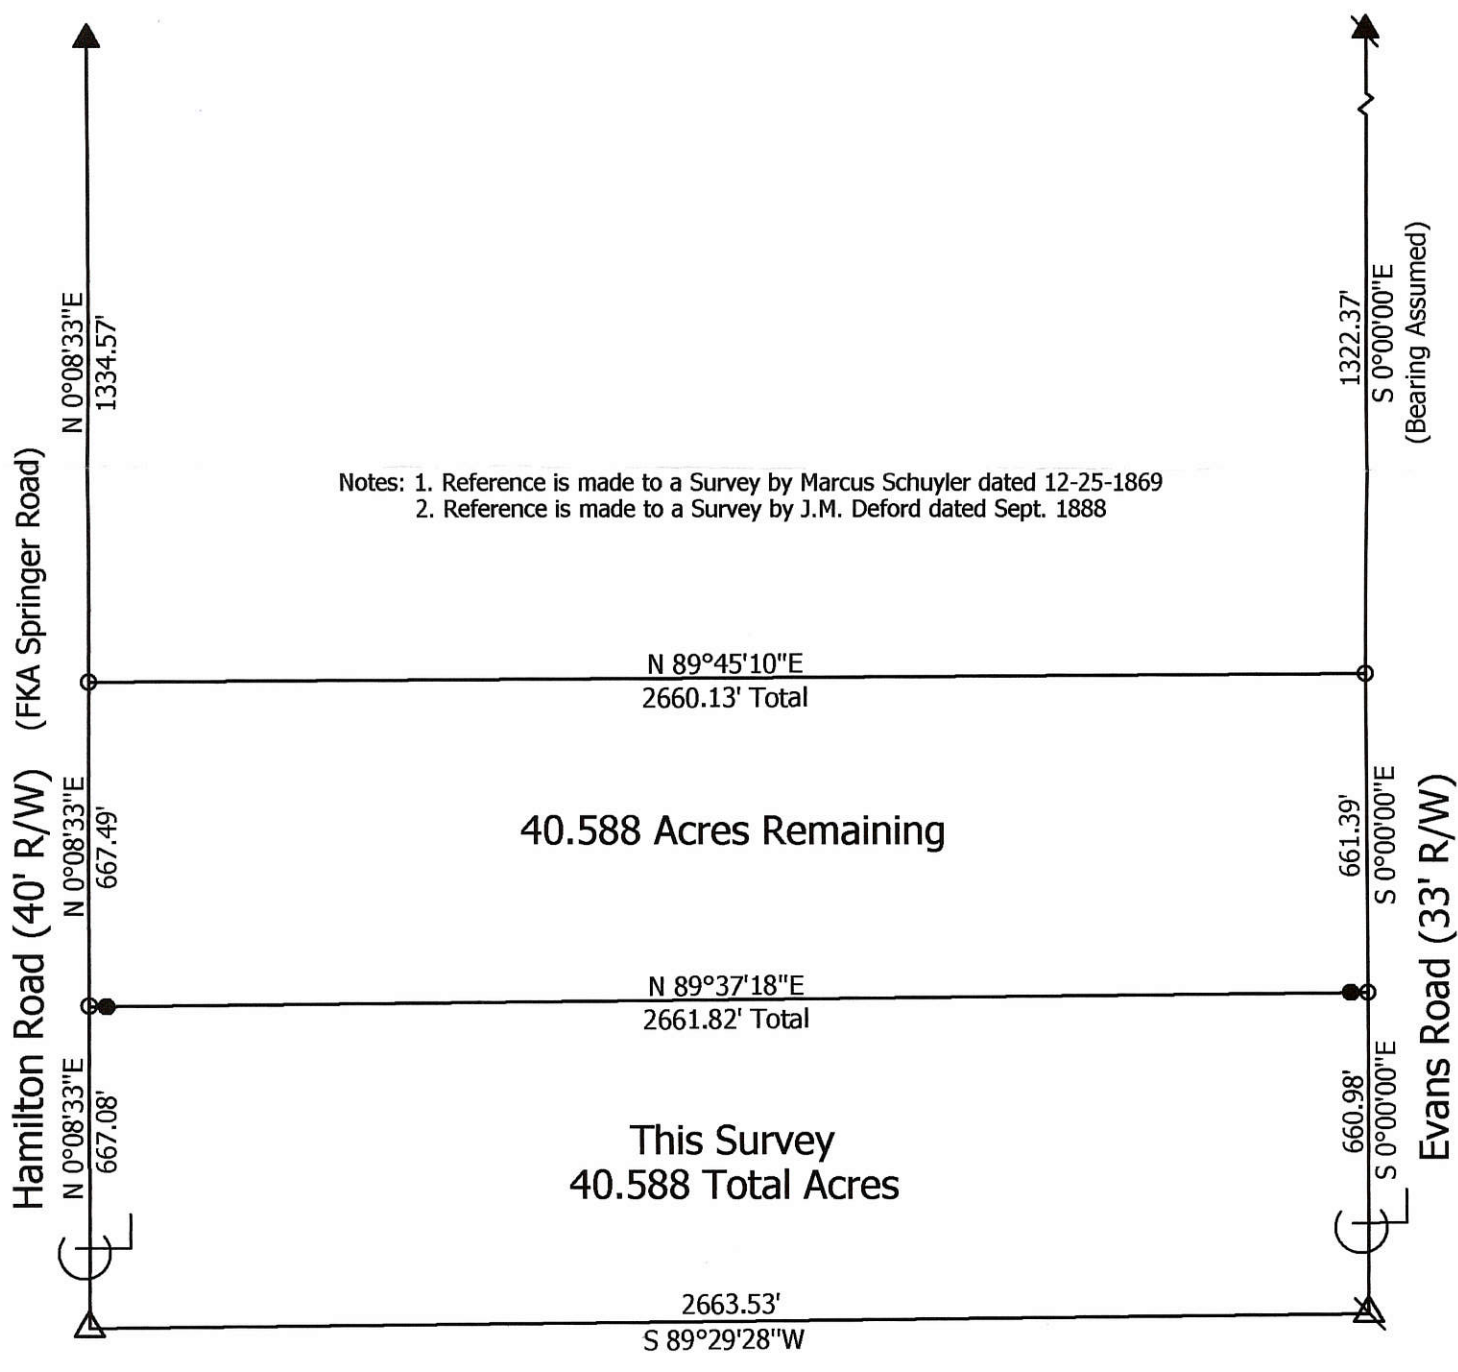 N 0°08'33"E
1334.57'
1322.37'
S 0°00'00"E
(Bearing Assumed)
(FKA Springer Road)
Notes: 1. Reference is made to a Survey by Marcus Schuyler dated 12-25-1869
2. Reference is made to a Survey by J.M. Deford dated Sept. 1888
N 89°45'10"E
2660.13' Total
Hamilton Road (40' R/W)
N 0°08'33"E
667.49'
40.588 Acres Remaining
661.39'
S 0°00'00"E
Evans Road (33' R/W)
N 89°37'18"E
2661.82' Total
N 0°08'33"E
667.08'
This Survey
40.588 Total Acres
660.98'
S 0°00'00"E
2663.53'
S 89°29'28"W